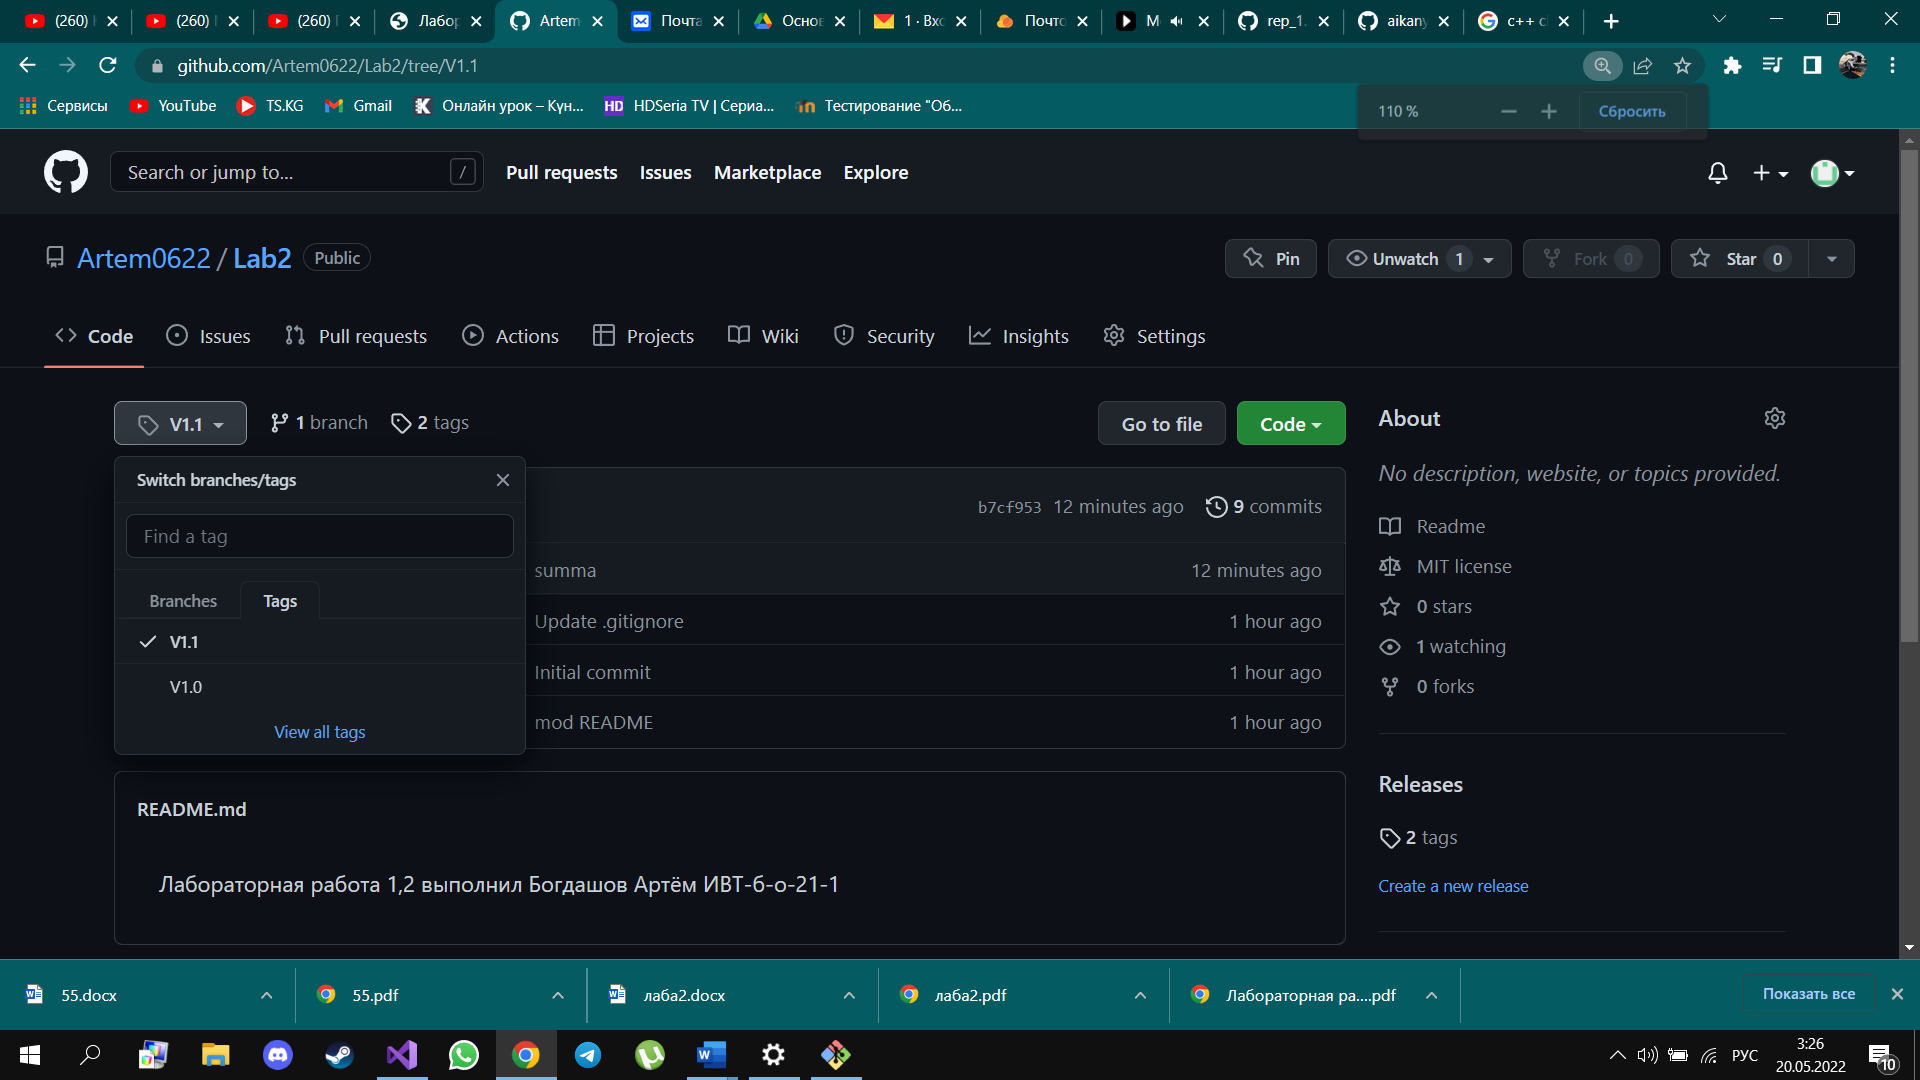 (260)
(260)
(260)
Лабор
Artem
Почта
Основ
1 · Вхо
Почто
M
rep_1.
aikany
c++ c
github.com/Artem0622/Lab2/tree/V1.1
Сервисы
YouTube
TS.KG
Gmail
Онлайн урок – Күн...
HDSeria TV | Сериа...
Тестирование "Об...
110 %
Сбросить
Search or jump to...
/
Pull requests
Issues
Marketplace
Explore
Artem0622 / Lab2
Public
Pin
Unwatch 1
Fork 0
Star 0
Code
Issues
Pull requests
Actions
Projects
Wiki
Security
Insights
Settings
V1.1
1 branch
2 tags
Go to file
Code
Switch branches/tags
Find a tag
Branches
Tags
V1.1
V1.0
View all tags
b7cf953 12 minutes ago 9 commits
summa 12 minutes ago
Update .gitignore 1 hour ago
Initial commit 1 hour ago
mod README 1 hour ago
README.md
Лабораторная работа 1,2 выполнил Богдашов Артём ИВТ-б-о-21-1
About
No description, website, or topics provided.
Readme
MIT license
0 stars
1 watching
0 forks
Releases
2 tags
Create a new release
55.docx
55.pdf
лаба2.docx
лаба2.pdf
Лабораторная ра....pdf
Показать все
РУС
3:26
20.05.2022
10